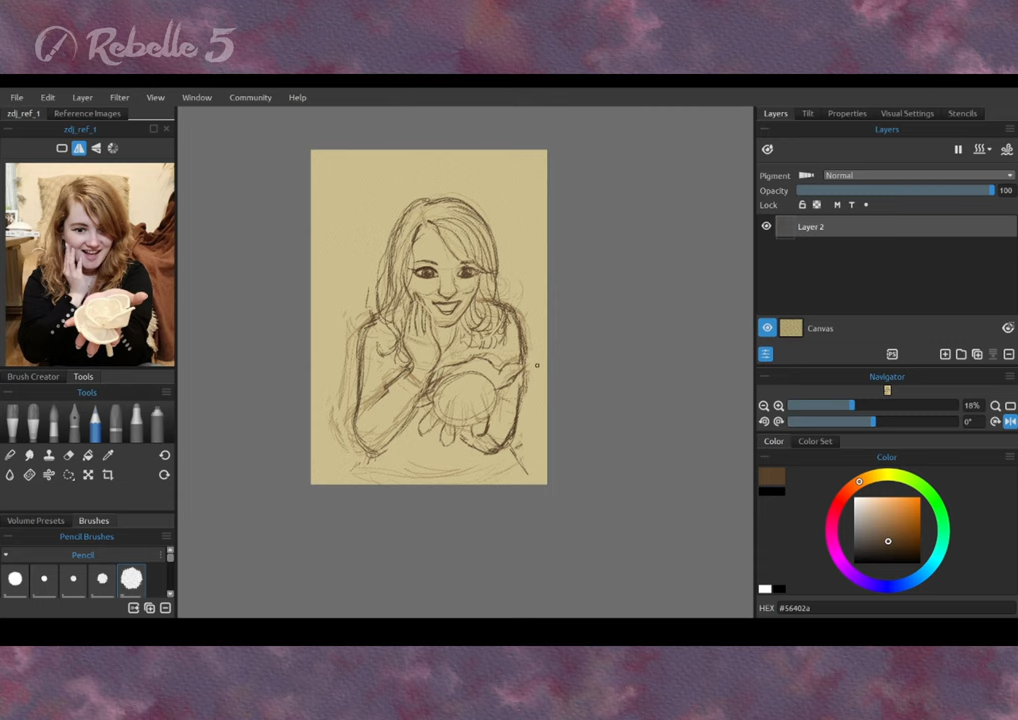 Rebelle 5
File Edit Layer Filter View Window Community Help
zdj_ref_1 Reference Images
zdj_ref_1
Brush Creator Tools
Tools
Volume Presets Brushes
Pencil Brushes
Pencil
Layers Tilt Properties Visual Settings Stencils
Layers
Pigment Normal
Opacity 100
Lock M T
Layer 2
Canvas
PS
Navigator
18%
0°
Color Color Set
Color
HEX #56402a